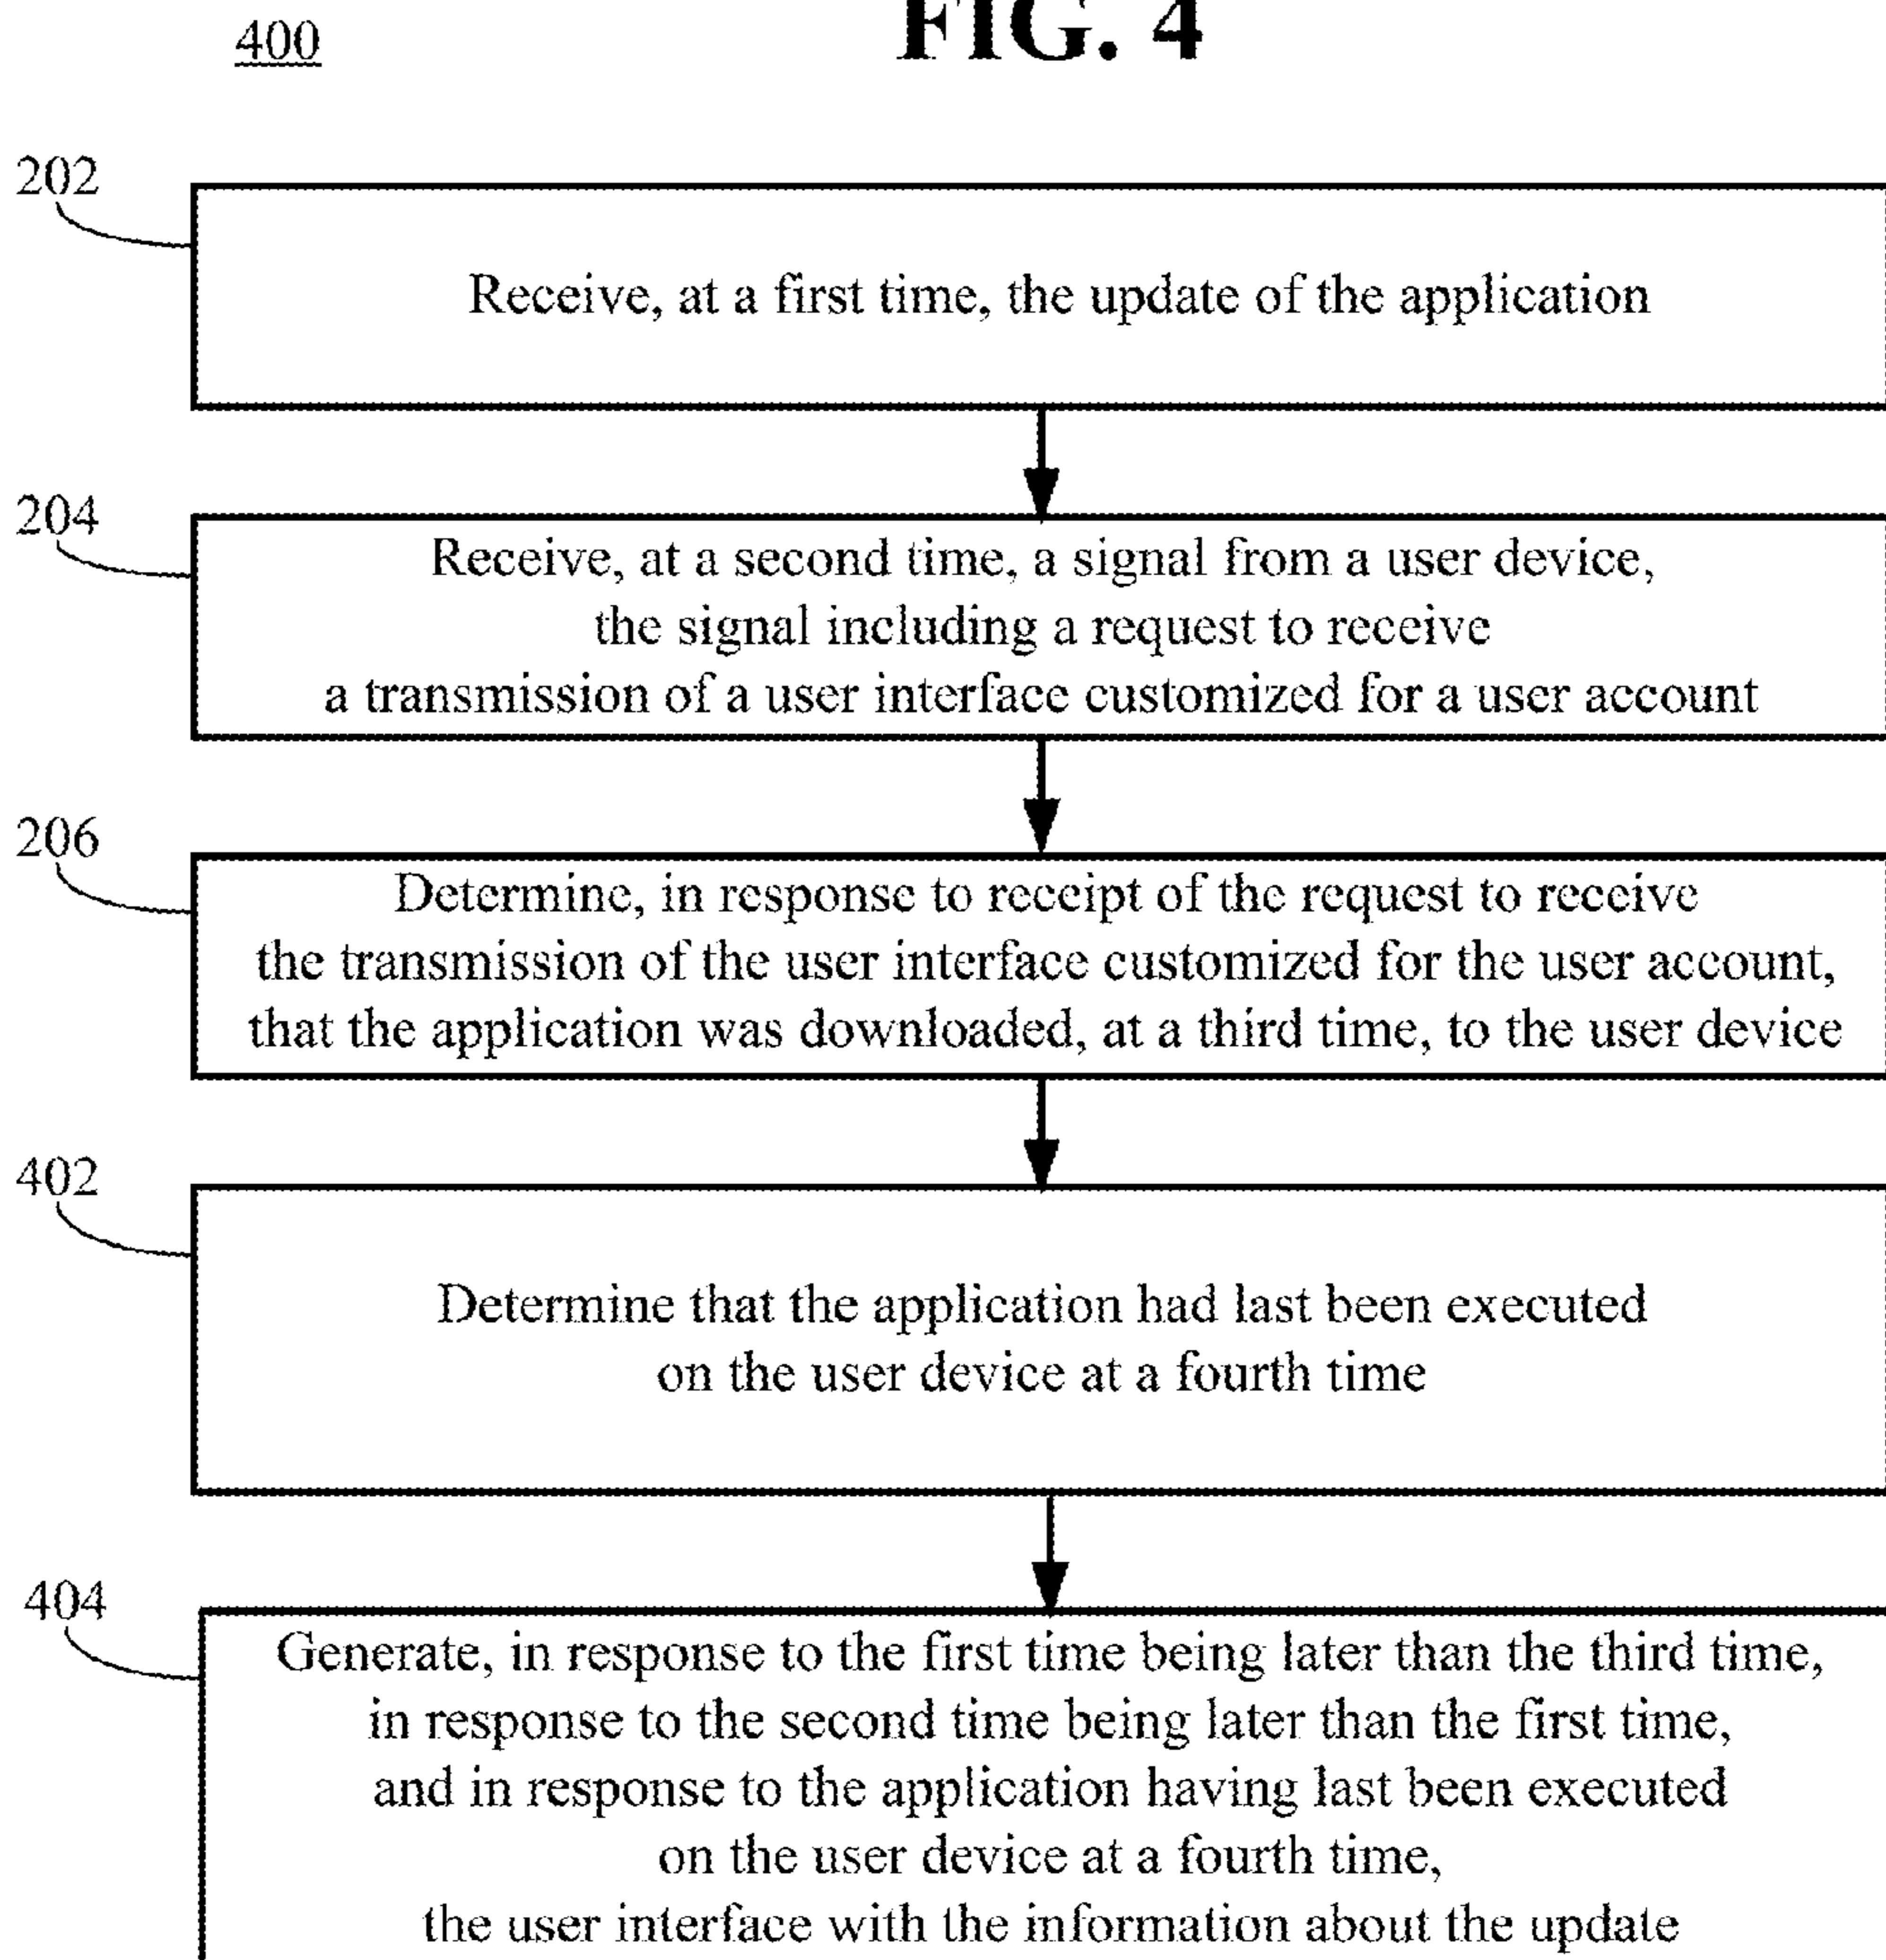 400
FIG. 4
202
Receive, at a first time, the update of the application
204
Receive, at a second time, a signal from a user device,
the signal including a request to receive
a transmission of a user interface customized for a user account
206
Determine, in response to receipt of the request to receive
the transmission of the user interface customized for the user account,
that the application was downloaded, at a third time, to the user device
402
Determine that the application had last been executed
on the user device at a fourth time
404
Generate, in response to the first time being later than the third time,
in response to the second time being later than the first time,
and in response to the application having last been executed
on the user device at a fourth time,
the user interface with the information about the update